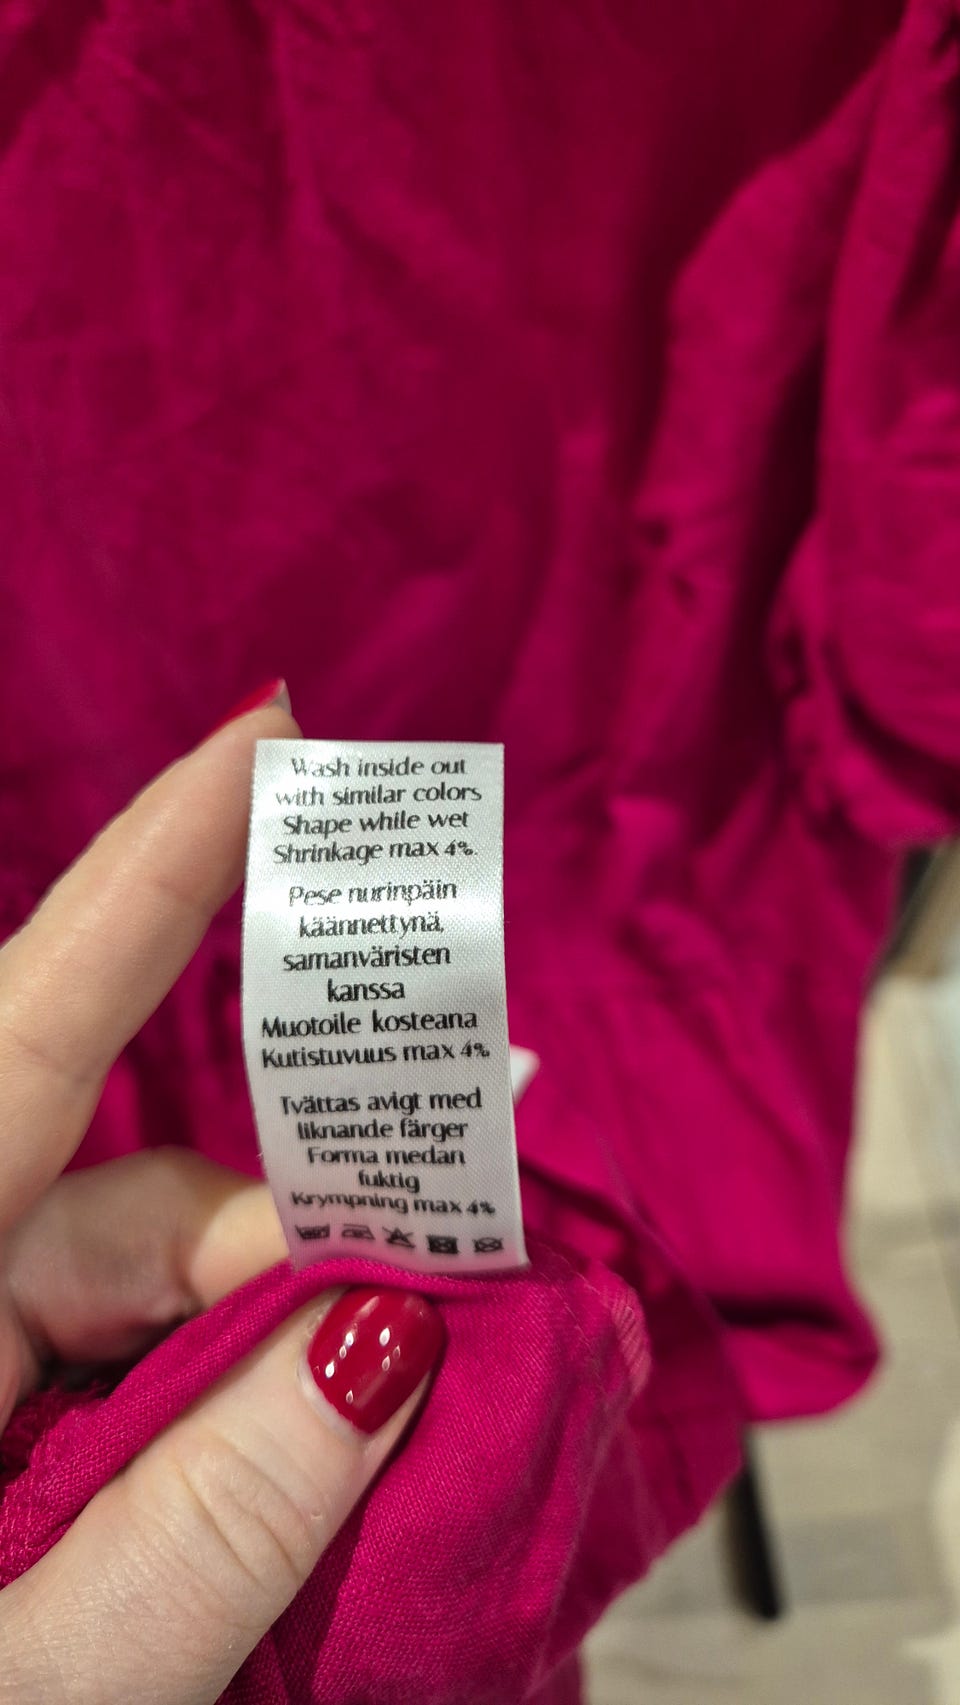 Wash inside out
with similar colors
Shape while wet
Shrinkage max 4%.
Pese nurinpäin
käännettynä,
samanväristen
kanssa
Muotoile kosteana
Kutistuvuus max 4%
Tvättas avigt med
liknande färger
Forma medan
fuktig
Krympning max 4%